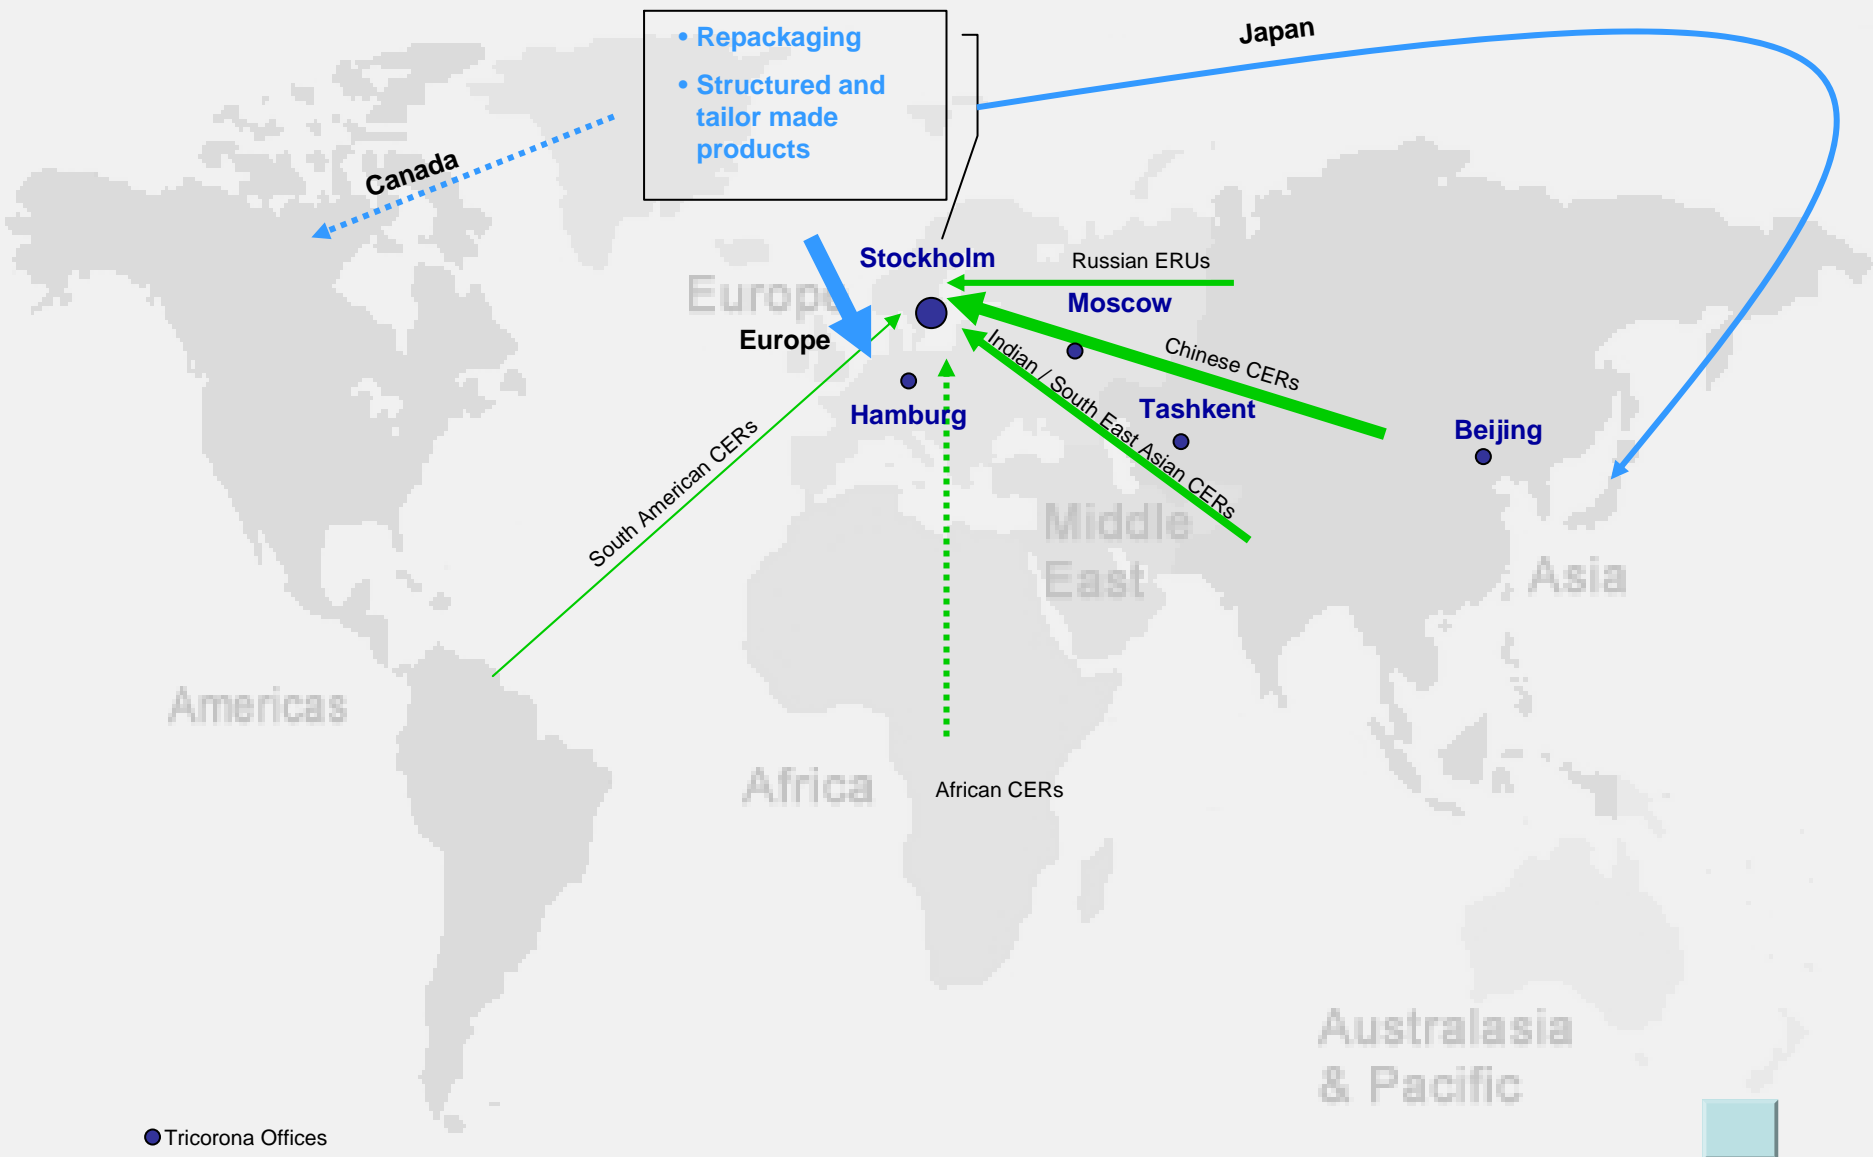 • Repackaging
• Structured and
tailor made
products
Japan
Canada
Stockholm
Russian ERUs
Europe
Moscow
Europe
Indian / South East Asian CERs
Chinese CERs
Hamburg
Tashkent
Beijing
South American CERs
Middle
East
Asia
Americas
Africa
African CERs
Australasia
& Pacific
Tricorona Offices